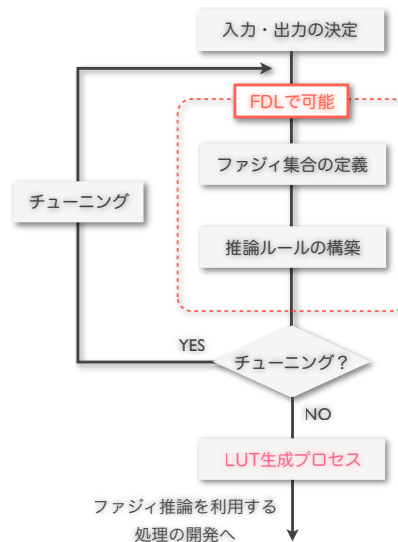 入力・出力の決定
FDLで可能
ファジィ集合の定義
チューニング
推論ルールの構築
YES
チューニング？
NO
LUT生成プロセス
ファジィ推論を利用する
処理の開発へ